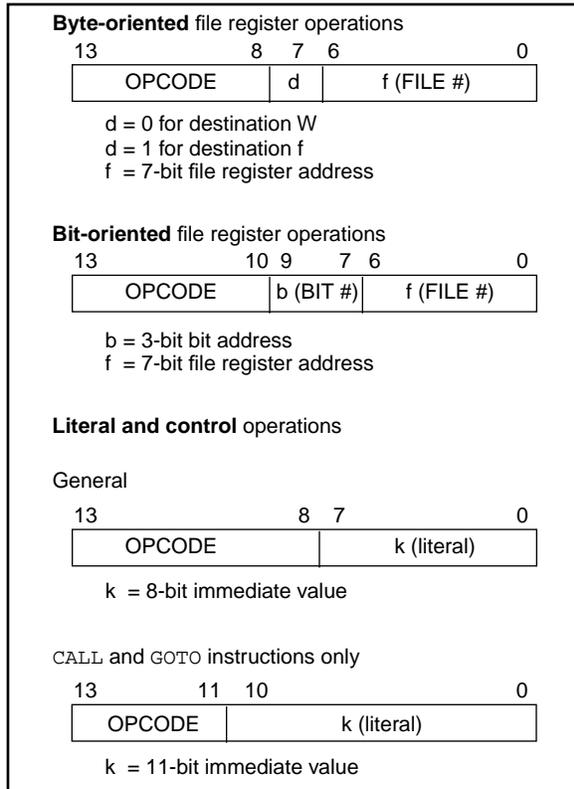 Byte-oriented file register operations
13 8 7 6 0
OPCODE d f (FILE #)
d = 0 for destination W
d = 1 for destination f
f = 7-bit file register address
Bit-oriented file register operations
13 10 9 7 6 0
OPCODE b (BIT #) f (FILE #)
b = 3-bit bit address
f = 7-bit file register address
Literal and control operations
General
13 8 7 0
OPCODE k (literal)
k = 8-bit immediate value
CALL and GOTO instructions only
13 11 10 0
OPCODE k (literal)
k = 11-bit immediate value